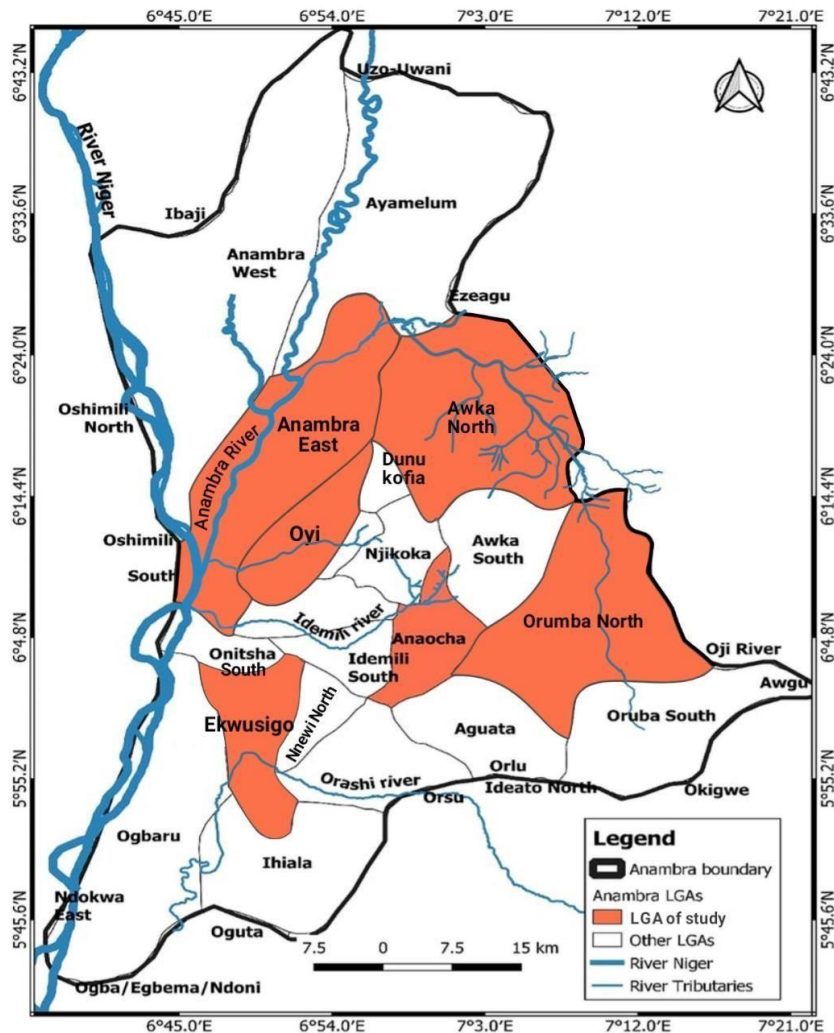 6°45.0'E 6°54.0'E 7°3.0'E 7°12.0'E 7°21.0'E
6°43.2'N 6°43.2'N
Uzo-Uwani
River Niger
Ibaji
Ayamelum
6°33.6'N 6°33.6'N
Anambra
West
Ezeagu
6°24.0'N 6°24.0'N
Oshimili
North
Anambra
East
Awka
North
Anambra River
Dunu
kofia
6°14.4'N 6°14.4'N
Oshimili
South
Oyi
Njikoka
Awka
South
Idemili river
Anaocha
Orumba North
6°4.8'N 6°4.8'N
Onitsha
South
Idemili
South
Oji River
Awgu
Ekwusigo
Nnewi North
Aguata
Oruba South
Orashi river
Orlu
Ideato North
Orsu
Okigwe
5°55.2'N 5°55.2'N
Ogbaru
Ihiala
Ndokwa
East
Oguta
5°45.6'N 5°45.6'N
Ogba/Egbema/Ndoni
7.5 0 7.5 15 km
Legend
Anambra boundary
Anambra LGAs
LGA of study
Other LGAs
River Niger
River Tributaries
6°45.0'E 6°54.0'E 7°3.0'E 7°12.0'E 7°21.0'E